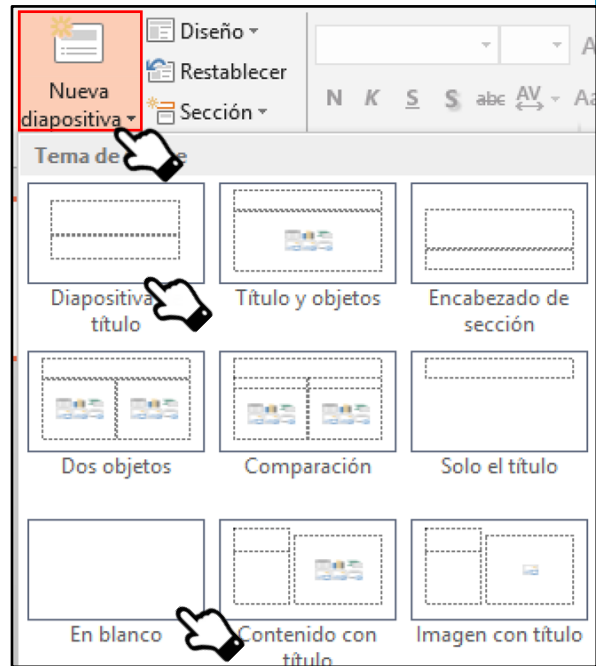 Diseño
Restablecer
Nueva
diapositiva
Sección
N K S S abc AV Aa
A
Tema de
Diapositiva
título
Título y objetos
Encabezado de
sección
Dos objetos
Comparación
Solo el título
En blanco
Contenido con
título
Imagen con título